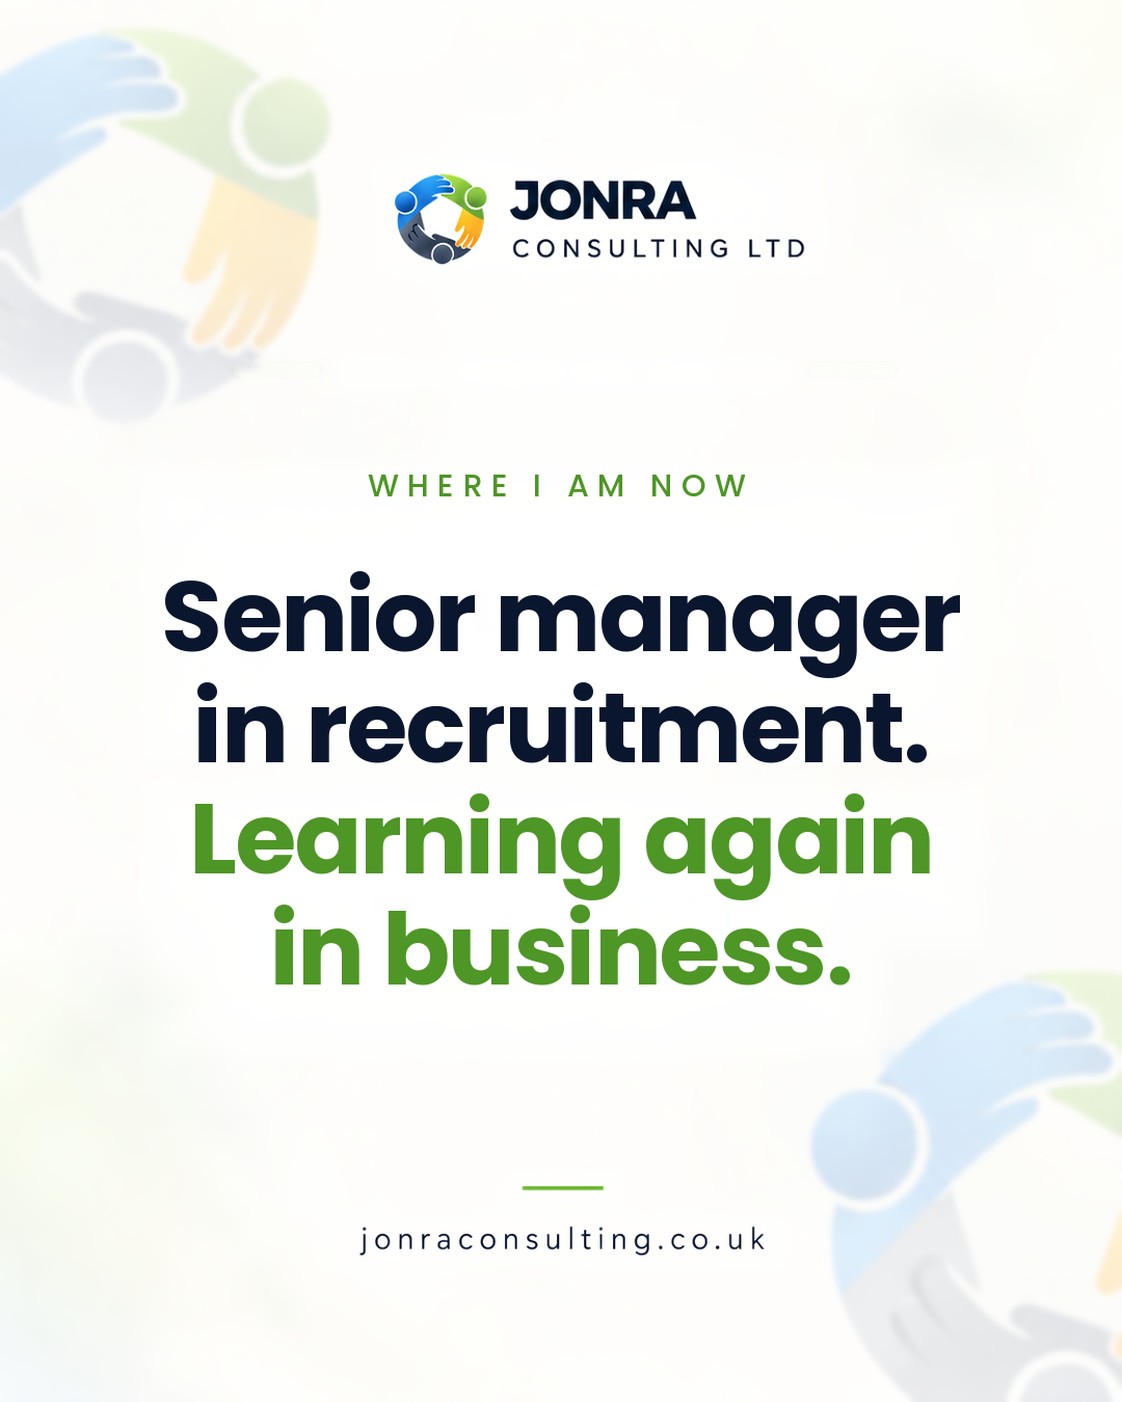 JONRA
CONSULTING LTD
WHERE I AM NOW
Senior manager
in recruitment.
Learning again
in business.
jonraconsulting.co.uk